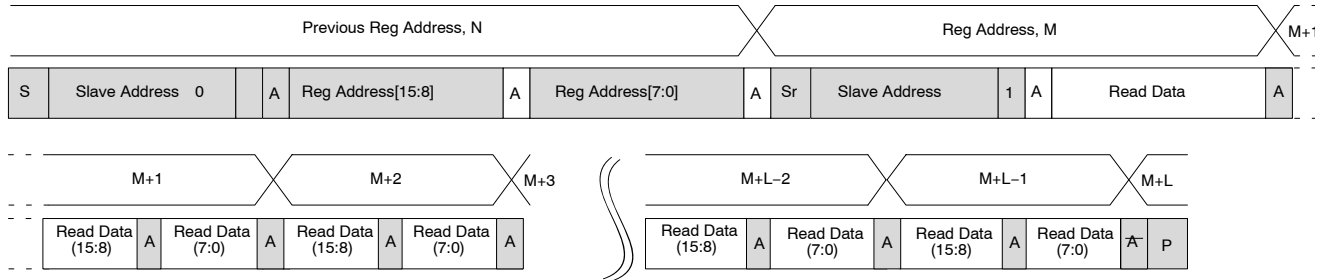 Previous Reg Address, N Reg Address, M M+1
S Slave Address 0 A Reg Address[15:8] A Reg Address[7:0] A Sr Slave Address 1 A Read Data A
M+1 M+2 M+3 M+L−2 M+L−1 M+L
Read Data (15:8) A Read Data (7:0) A Read Data (15:8) A Read Data (7:0) A Read Data (15:8) A Read Data (7:0) A Read Data (15:8) A Read Data (7:0) A P